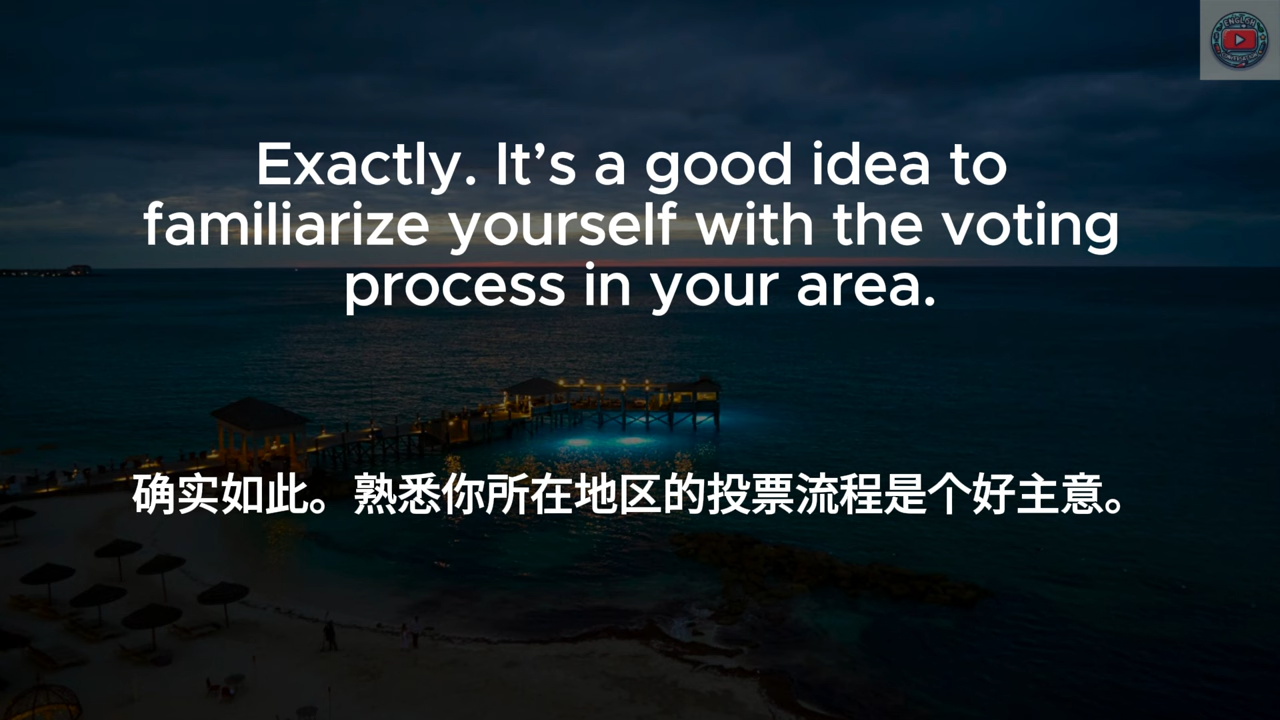 Exactly. It’s a good idea to
familiarize yourself with the voting
process in your area.
确实如此。熟悉你所在地区的投票流程是个好主意。